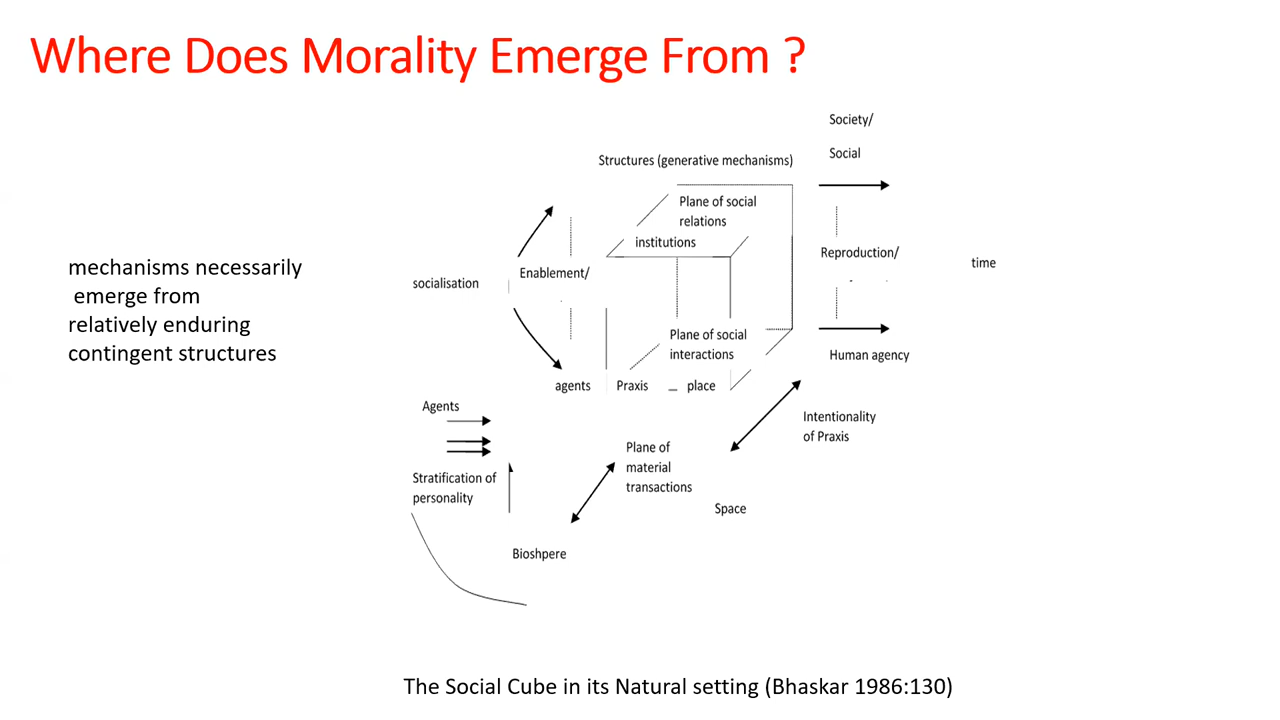 Where Does Morality Emerge From ?
Society/
Social
Structures (generative mechanisms)
Plane of social
relations
institutions
mechanisms necessarily
emerge from
relatively enduring
contingent structures
socialisation
Enablement/
Reproduction/
time
Plane of social
interactions
Human agency
agents
Praxis
place
Agents
Intentionality
of Praxis
Plane of
material
transactions
Stratification of
personality
Space
Bioshpere
The Social Cube in its Natural setting (Bhaskar 1986:130)